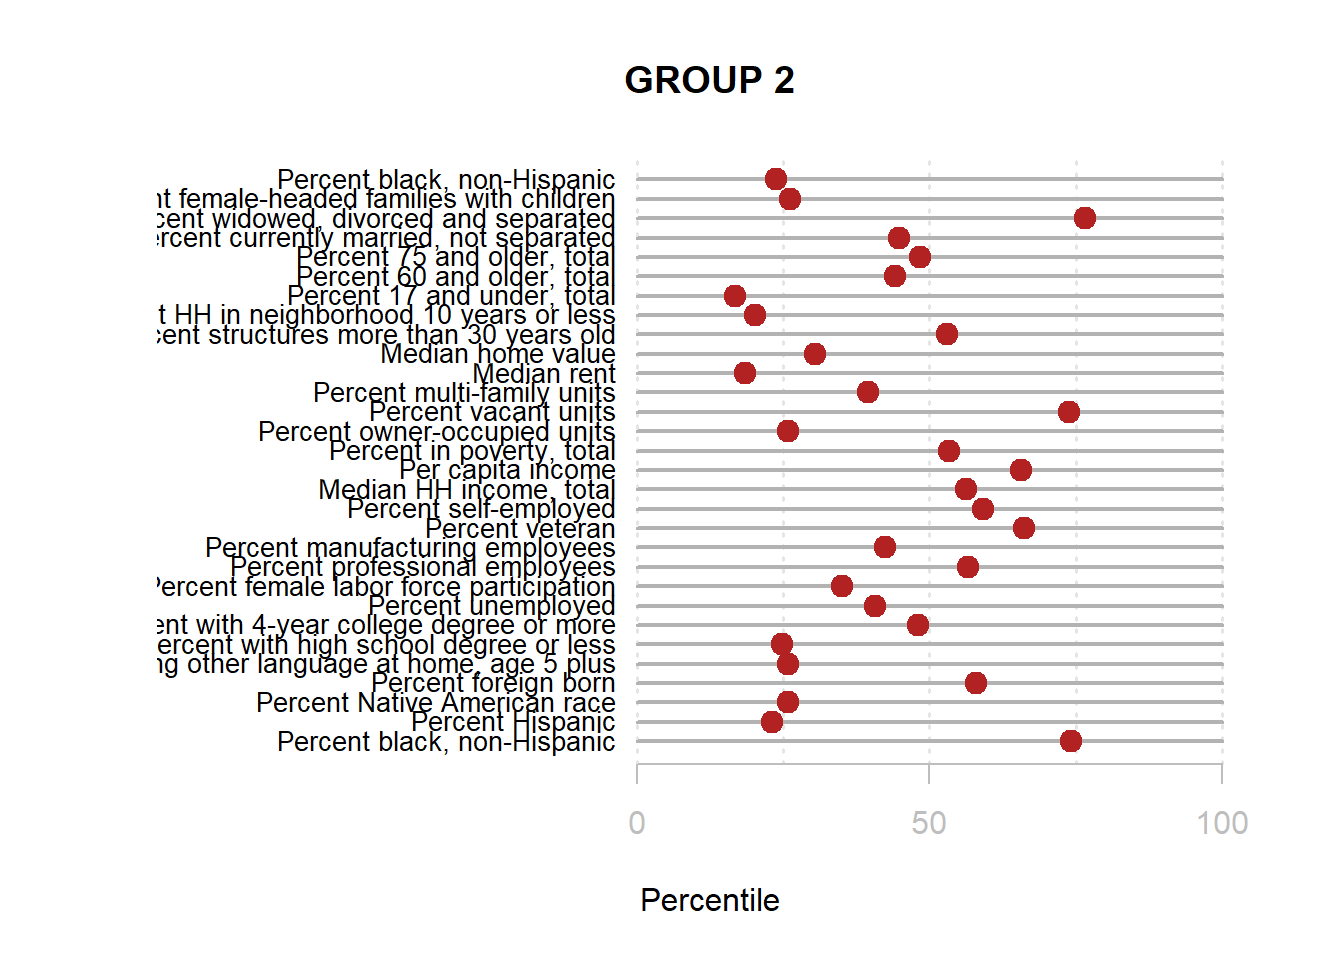 GROUP 2
Percent black, non-Hispanic
female-headed families with children
widowed, divorced and separated
currently married, not separated
Percent 75 and older, total
Percent 60 and older, total
Percent 17 and under, total
HH in neighborhood 10 years or less
structures more than 30 years old
Median home value
Median rent
Percent multi-family units
Percent vacant units
Percent owner-occupied units
Percent in poverty, total
Per capita income
Median HH income, total
Percent self-employed
Percent veteran
Percent manufacturing employees
Percent professional employees
Percent female labor force participation
Percent unemployed
with 4-year college degree or more
ercent with high school degree or less
other language at home, age 5 plus
Percent foreign born
Percent Native American race
Percent Hispanic
Percent black, non-Hispanic
0 50 100
Percentile